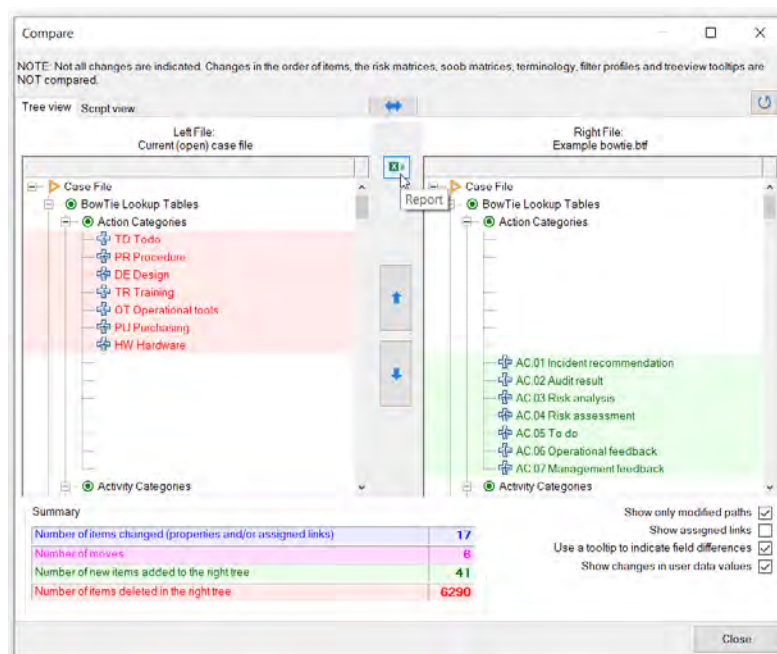 Compare
NOTE: Not all changes are indicated. Changes in the order of items, the risk matrices, soob matrices, terminology, filter profiles and treeview tooltips are
NOT compared.
Tree view Script view
Left File:
Current (open) case file
Right File:
Example bowtie.btf
Case File
BowTie Lookup Tables
Action Categories
TD Todo
PR Procedure
DE Design
TR Training
OT Operational tools
PU Purchasing
HW Hardware
Activity Categories
Report
Case File
BowTie Lookup Tables
Action Categories
AC.01 Incident recommendation
AC.02 Audit result
AC.03 Risk analysis
AC.04 Risk assessment
AC.05 To do
AC.06 Operational feedback
AC.07 Management feedback
Activity Categories
Summary
Number of items changed (properties and/or assigned links) 17
Number of moves 6
Number of new items added to the right tree 41
Number of items deleted in the right tree 6290
Show only modified paths
Show assigned links
Use a tooltip to indicate field differences
Show changes in user data values
Close